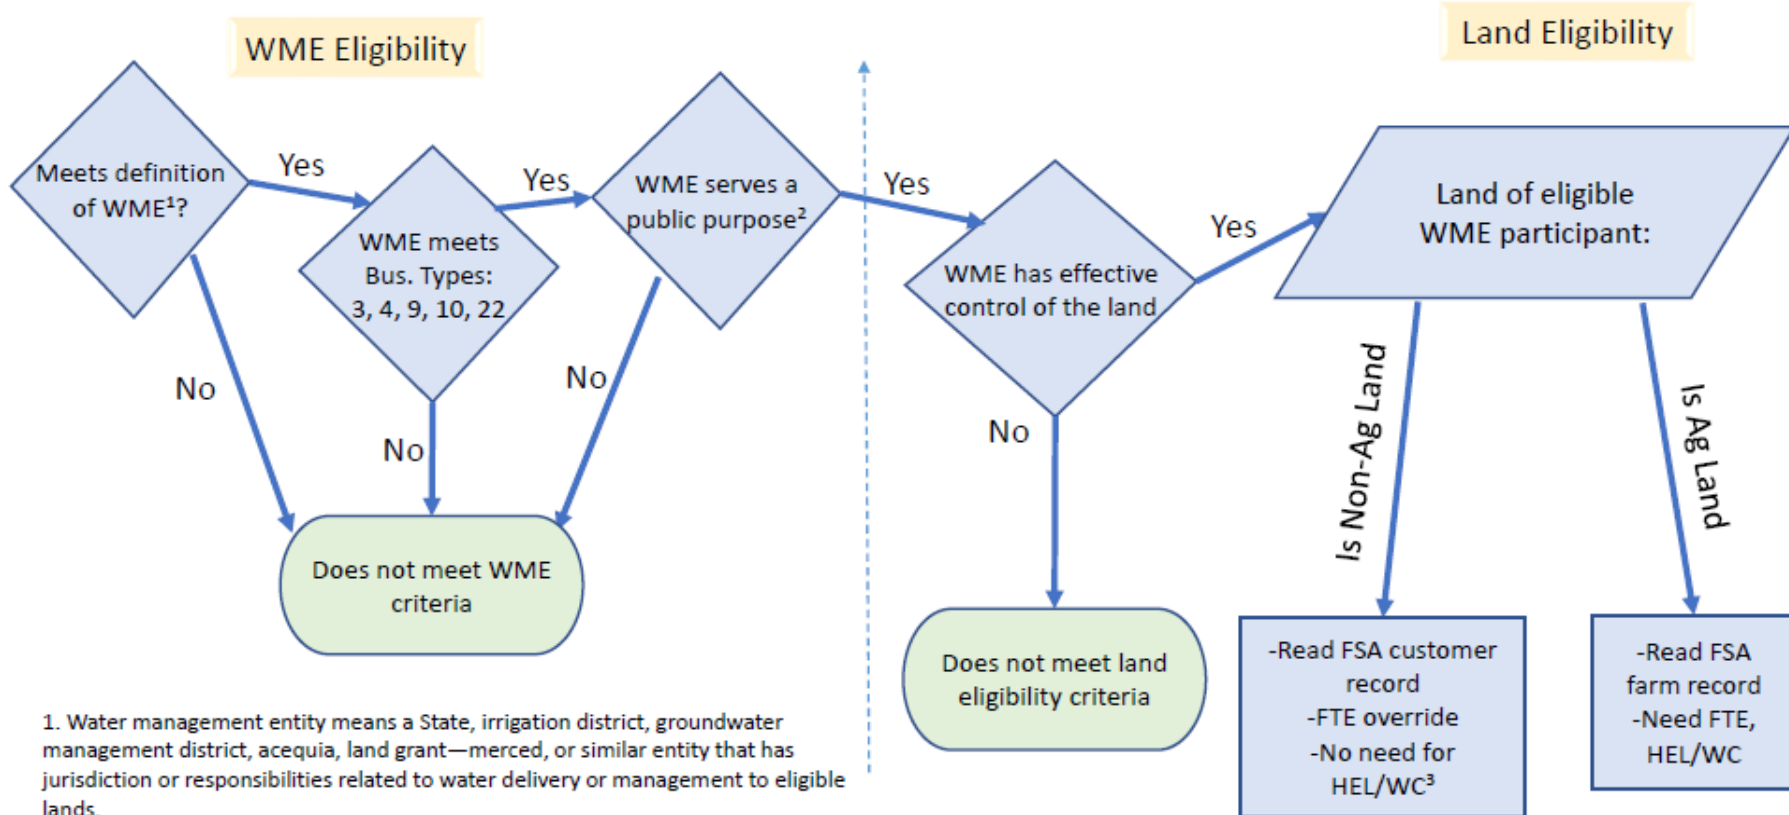 WME Eligibility
Land Eligibility
Meets definition
of WME¹?
Yes
No
WME meets
Bus. Types:
3, 4, 9, 10, 22
Yes
No
WME serves a
public purpose²
Yes
No
Does not meet WME
criteria
WME has effective
control of the land
Yes
No
Does not meet land
eligibility criteria
Land of eligible
WME participant:
Is Non-Ag Land
Is Ag Land
-Read FSA customer
record
-FTE override
-No need for
HEL/WC³
-Read FSA
farm record
-Need FTE,
HEL/WC
1. Water management entity means a State, irrigation district, groundwater
management district, acequia, land grant—merced, or similar entity that has
jurisdiction or responsibilities related to water delivery or management to eligible
lands.